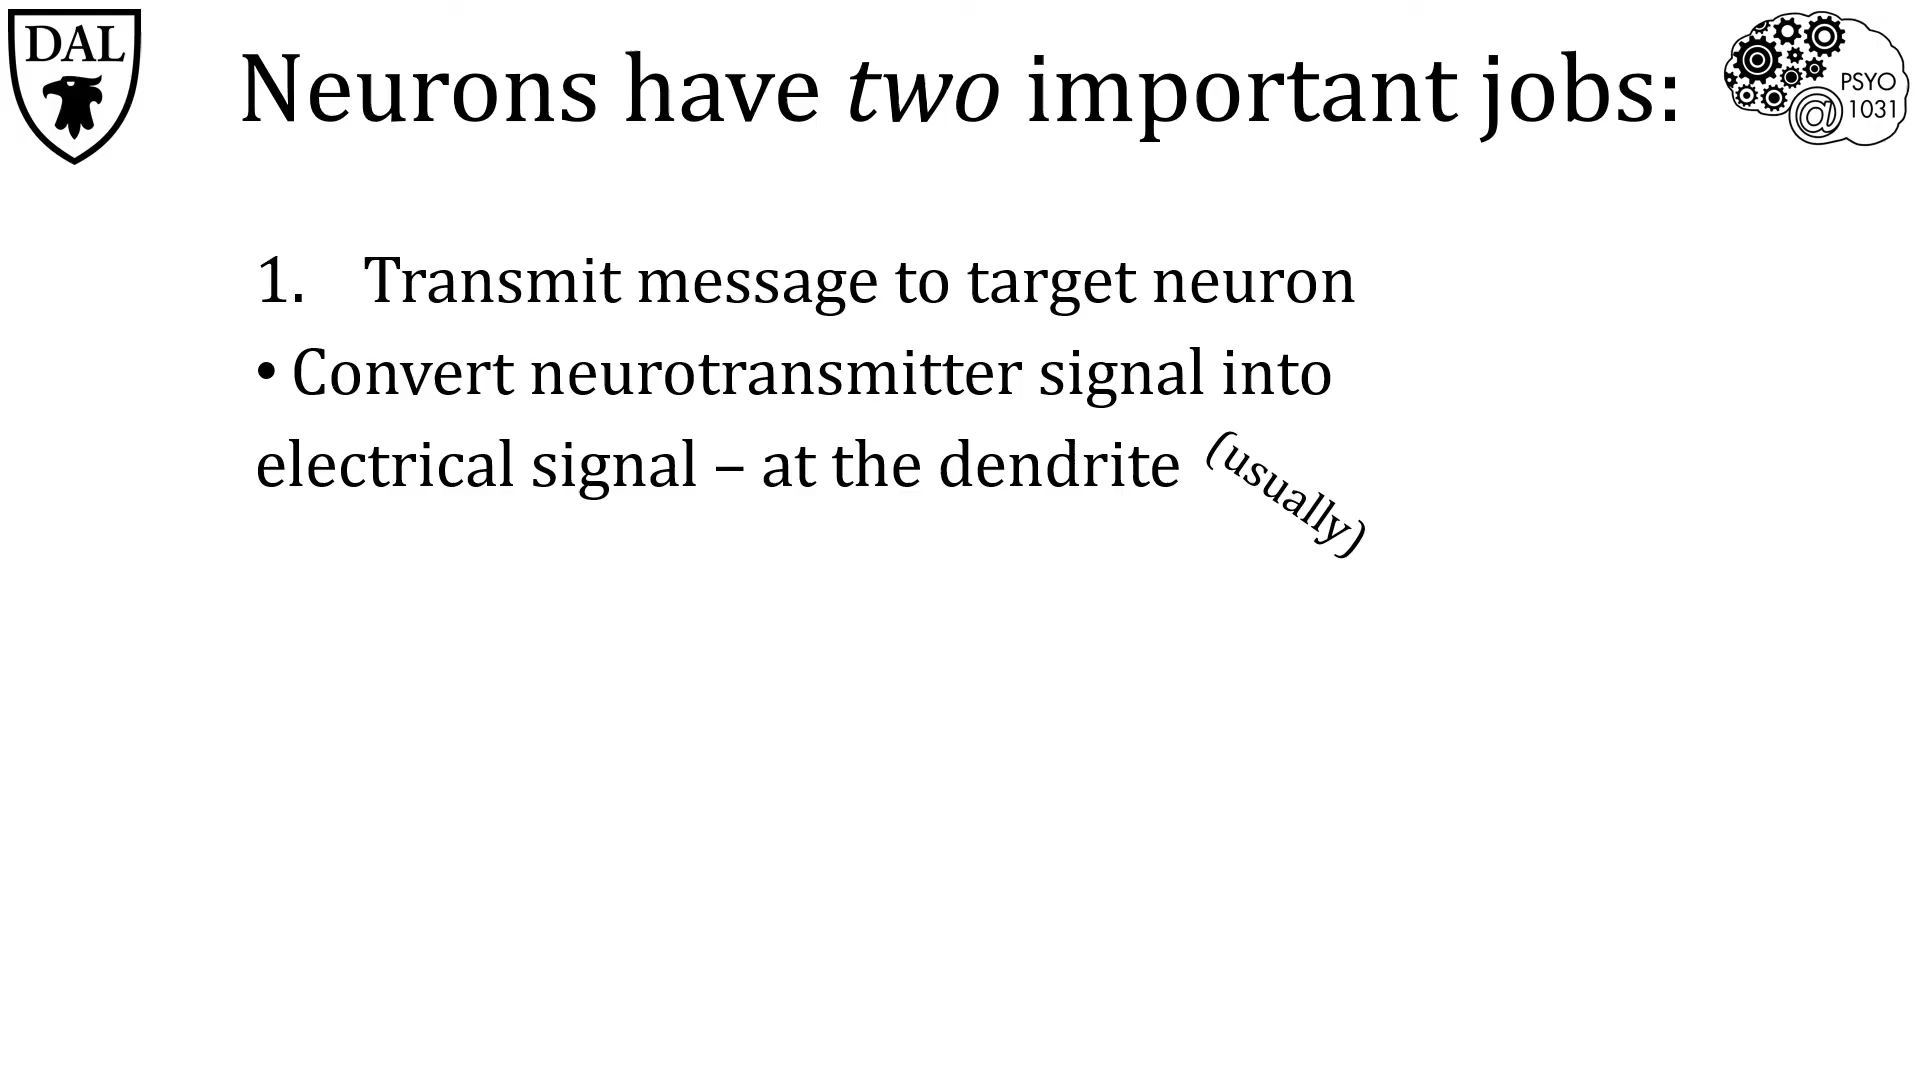 DAL
Neurons have two important jobs:
PSYO
@ 1031
1. Transmit message to target neuron
• Convert neurotransmitter signal into
electrical signal – at the dendrite (usually)